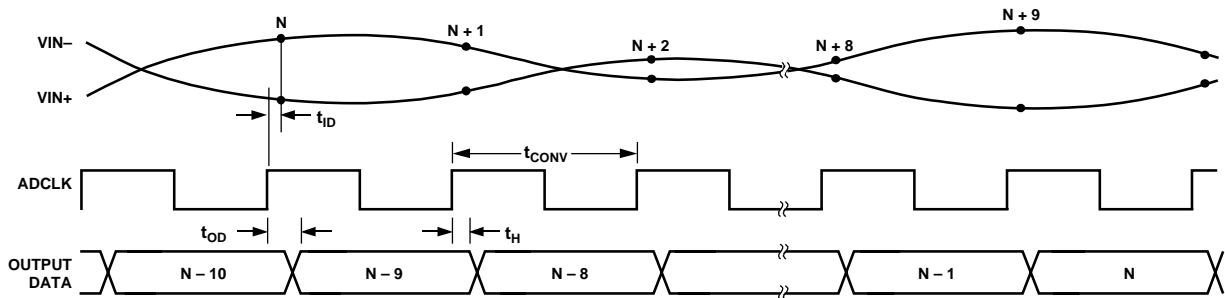 N
N + 1
N + 2
N + 8
N + 9
VIN–
VIN+
tID
tCONV
ADCLK
tOD
tH
OUTPUT
DATA
N – 10
N – 9
N – 8
N – 1
N